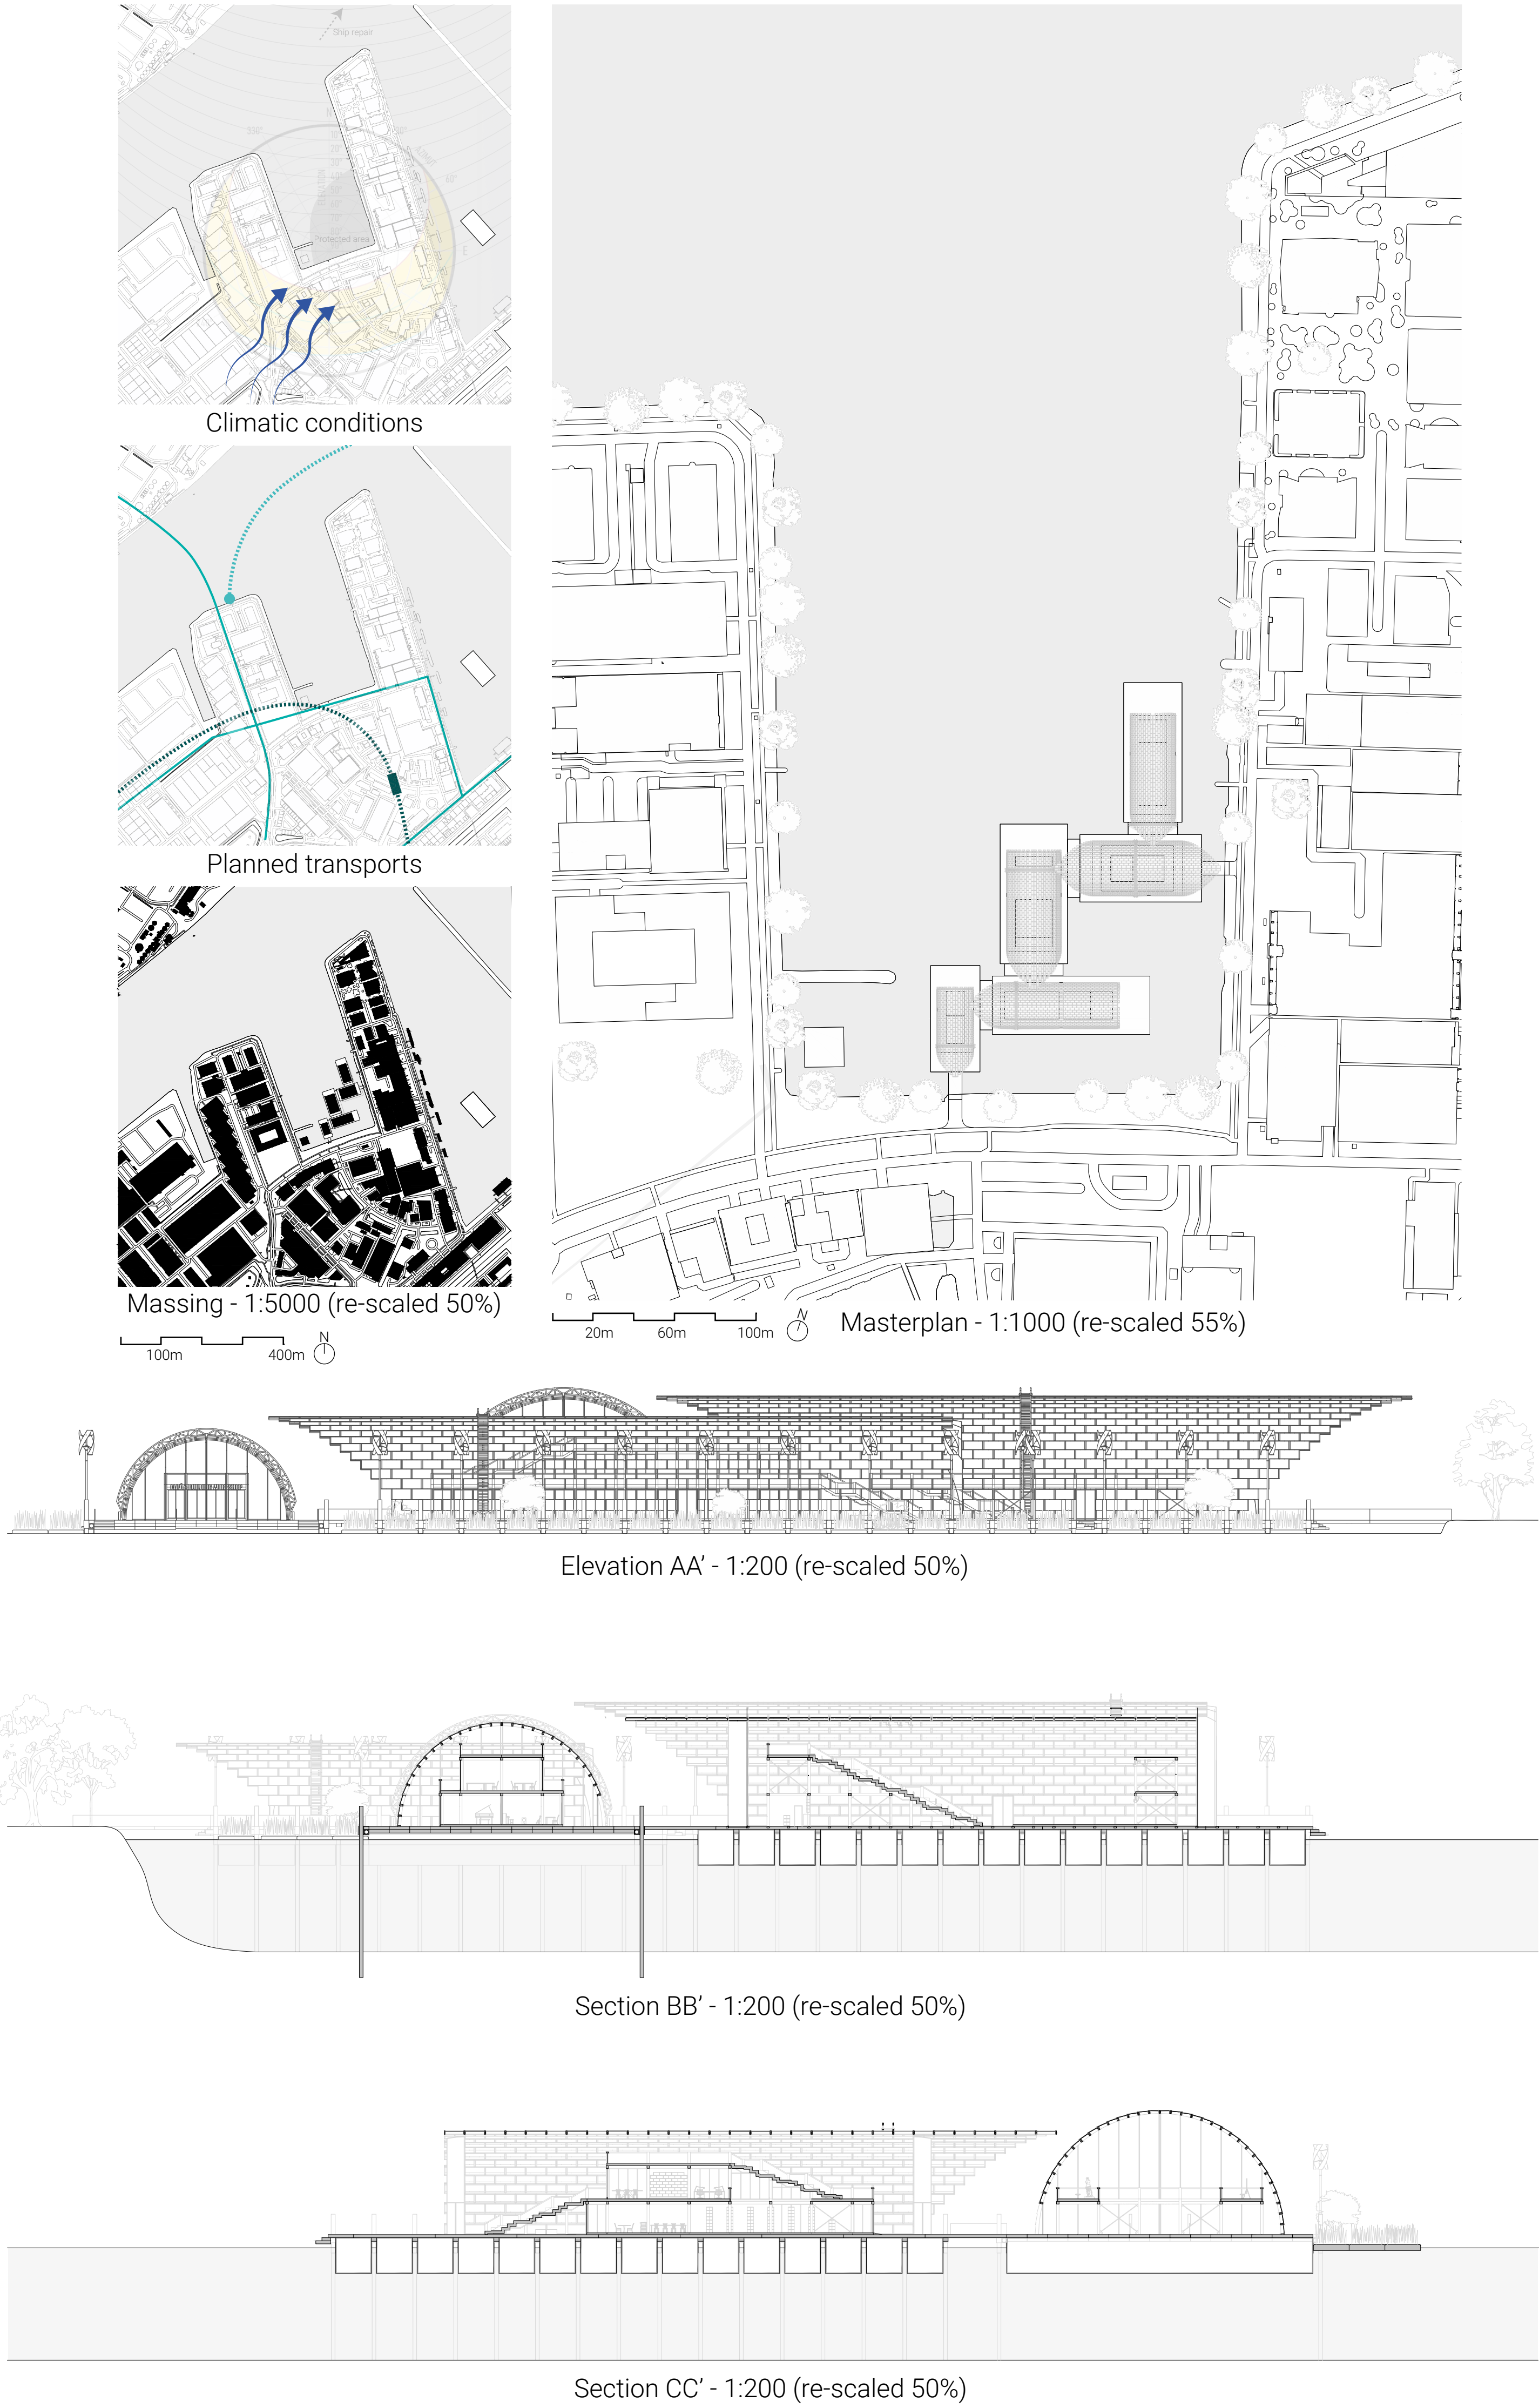 Ship repair
N
330°
30°
60°
E
Protected area
Climatic conditions
Planned transports
Massing - 1:5000 (re-scaled 50%)
100m 400m N
20m 60m 100m N
Masterplan - 1:1000 (re-scaled 55%)
Elevation AA’ - 1:200 (re-scaled 50%)
Section BB’ - 1:200 (re-scaled 50%)
Section CC’ - 1:200 (re-scaled 50%)